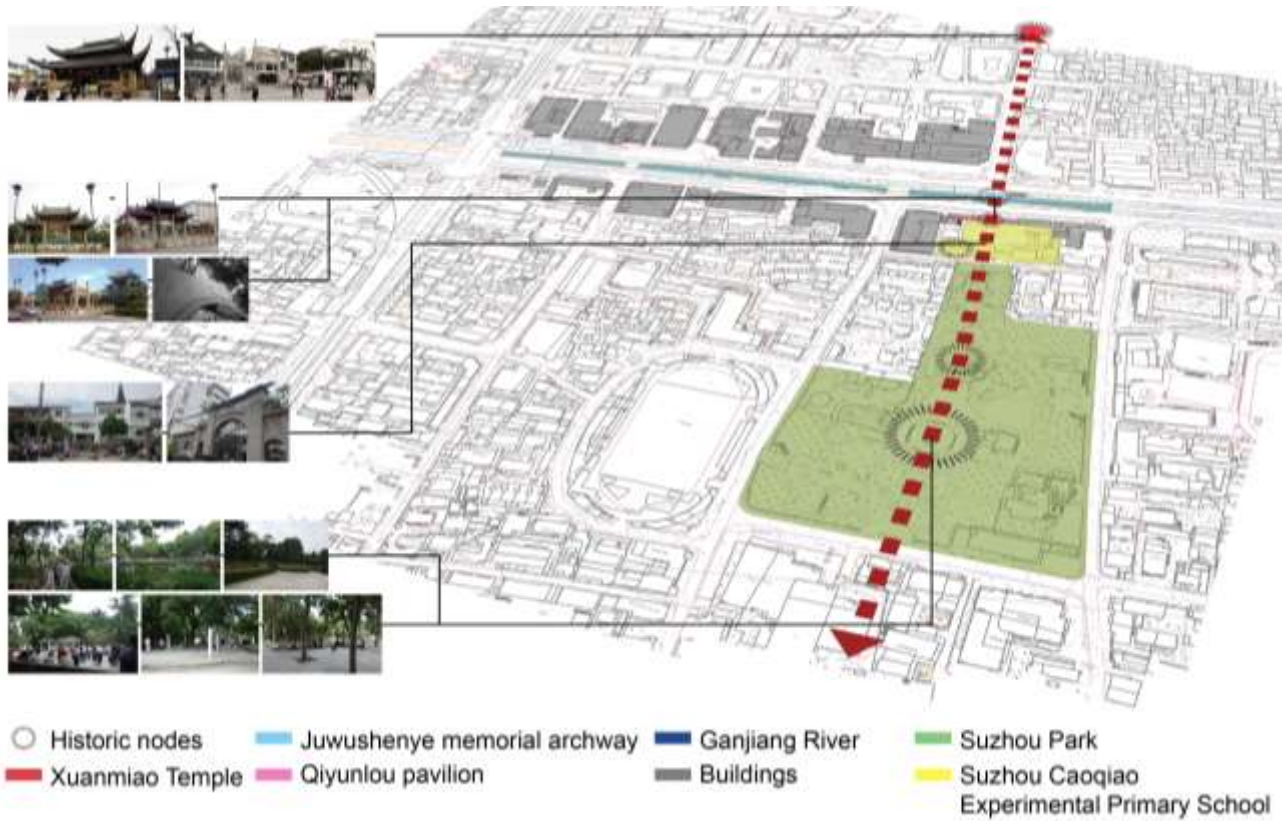 Historic nodes
Juwushenye memorial archway
Ganjiang River
Suzhou Park
Xuanmiao Temple
Qiyunlou pavilion
Buildings
Suzhou Caoqiao
Experimental Primary School